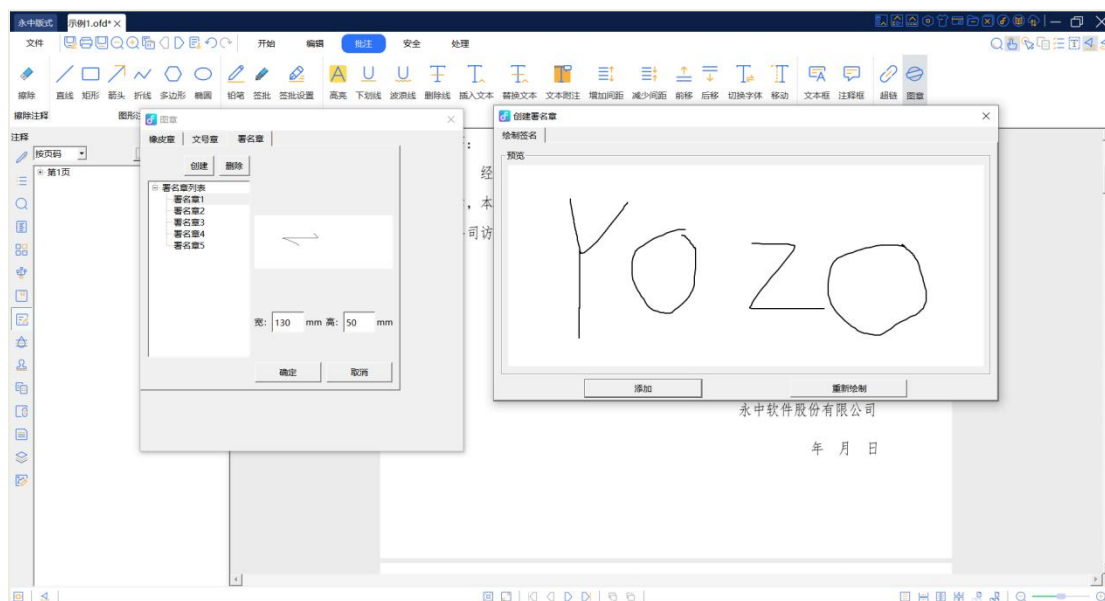 永中版式 示例1.ofd* ×
文件 开始 编辑 批注 安全 处理
擦除 直线 矩形 箭头 折线 多边形 椭圆 铅笔 签批 签批设置 高亮 下划线 波浪线 删除线 插入文本 替换文本 文本附注 增加间距 减少间距 前移 后移 切换字体 移动 文本框 注释框 超链 图章
擦除注释
注释
按页码
第1页
图章
橡皮章 文号章 署名章
创建 删除
署名章列表
署名章1
署名章2
署名章3
署名章4
署名章5
宽: 130 mm 高: 50 mm
确定 取消
经
，本
司访
创建署名章
绘制签名
预览
YOZO
添加 重新绘制
永中软件股份有限公司
年 月 日